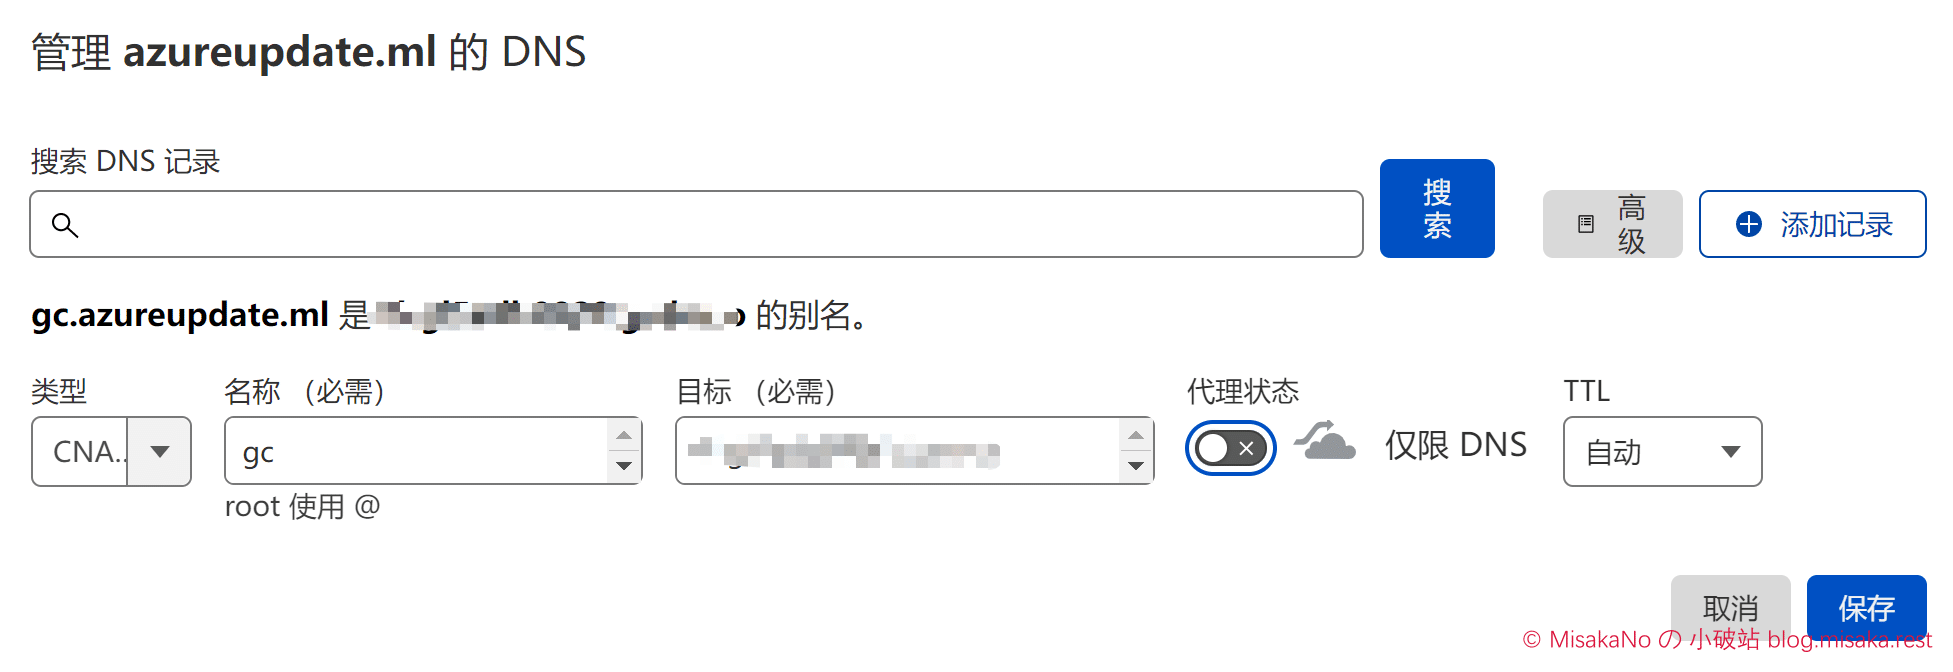 管理 azureupdate.ml 的 DNS
搜索 DNS 记录
搜索
高级
添加记录
gc.azureupdate.ml 是 的别名。
类型 名称 （必需） 目标 （必需） 代理状态 TTL
CNA.. gc 仅限 DNS 自动
root 使用 @
取消 保存
© MisakaNo の 小破站 blog.misaka.rest